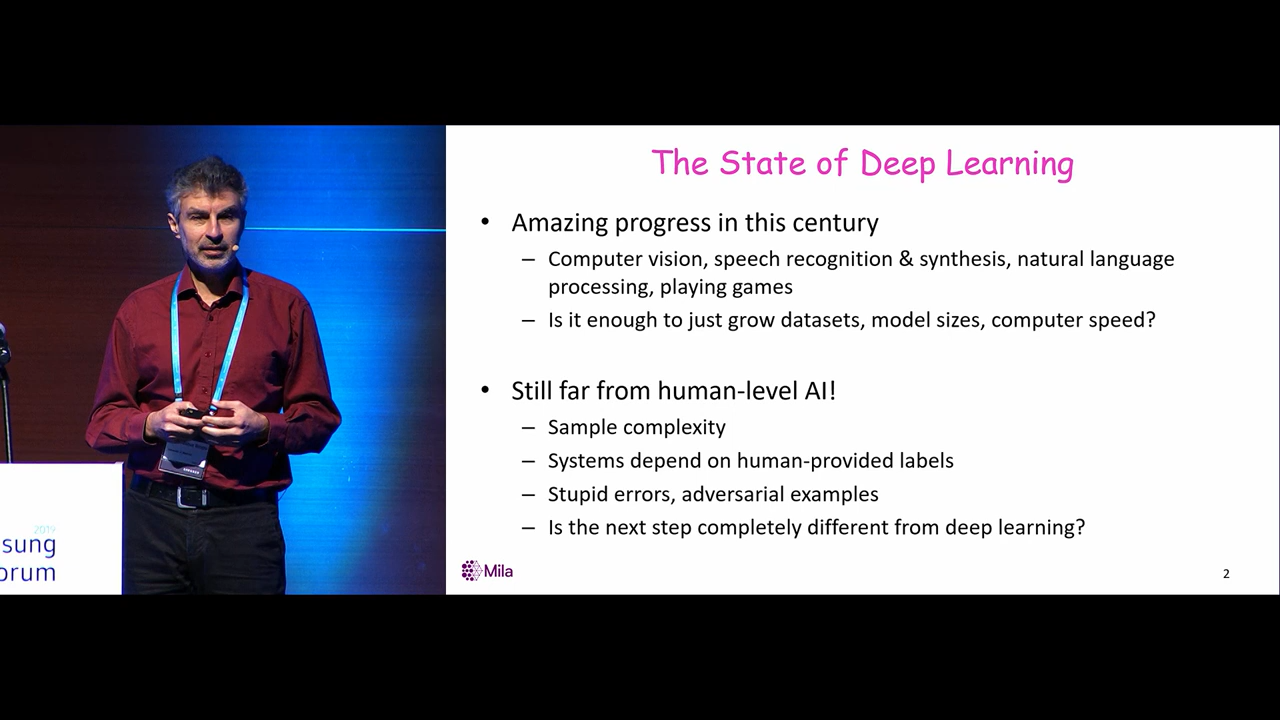 2019
sung
orum
The State of Deep Learning
• Amazing progress in this century
– Computer vision, speech recognition & synthesis, natural language
processing, playing games
– Is it enough to just grow datasets, model sizes, computer speed?
• Still far from human-level AI!
– Sample complexity
– Systems depend on human-provided labels
– Stupid errors, adversarial examples
– Is the next step completely different from deep learning?
Mila
2